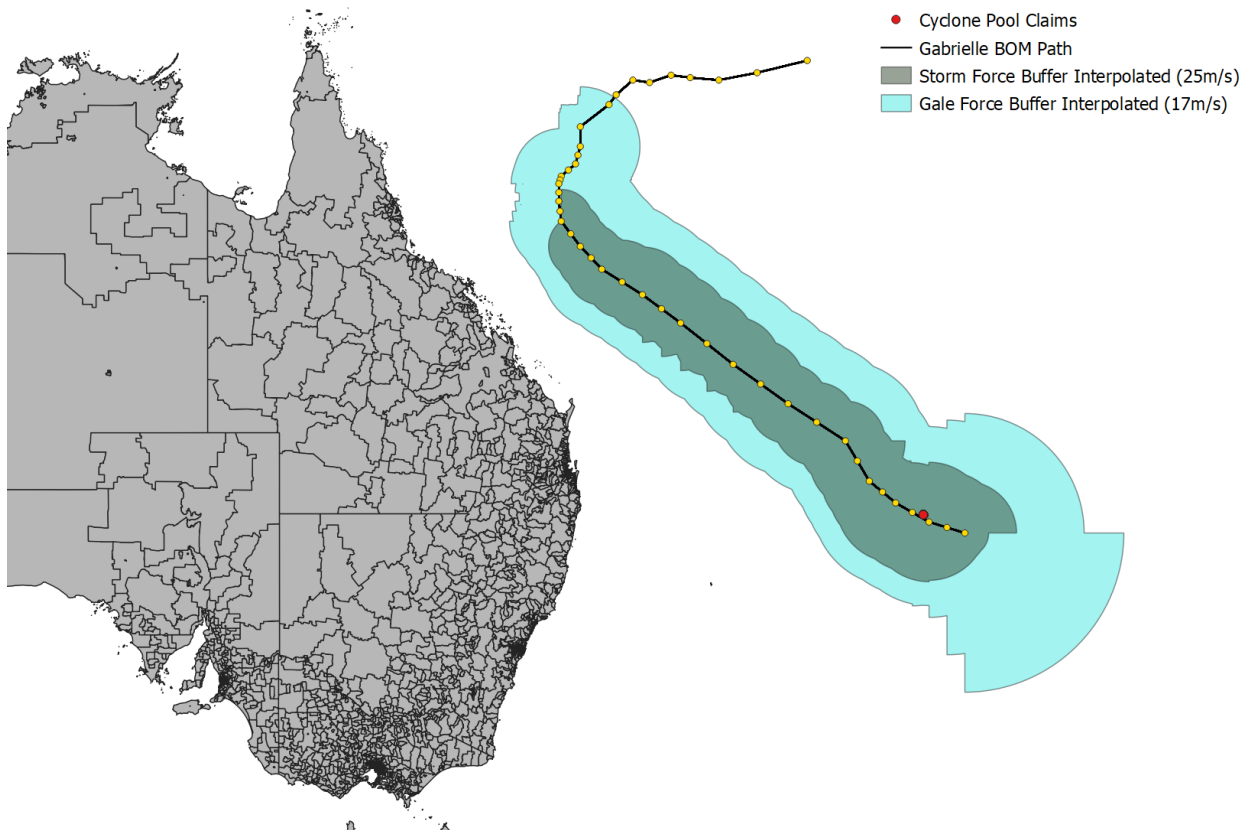 Cyclone Pool Claims
Gabrielle BOM Path
Storm Force Buffer Interpolated (25m/s)
Gale Force Buffer Interpolated (17m/s)